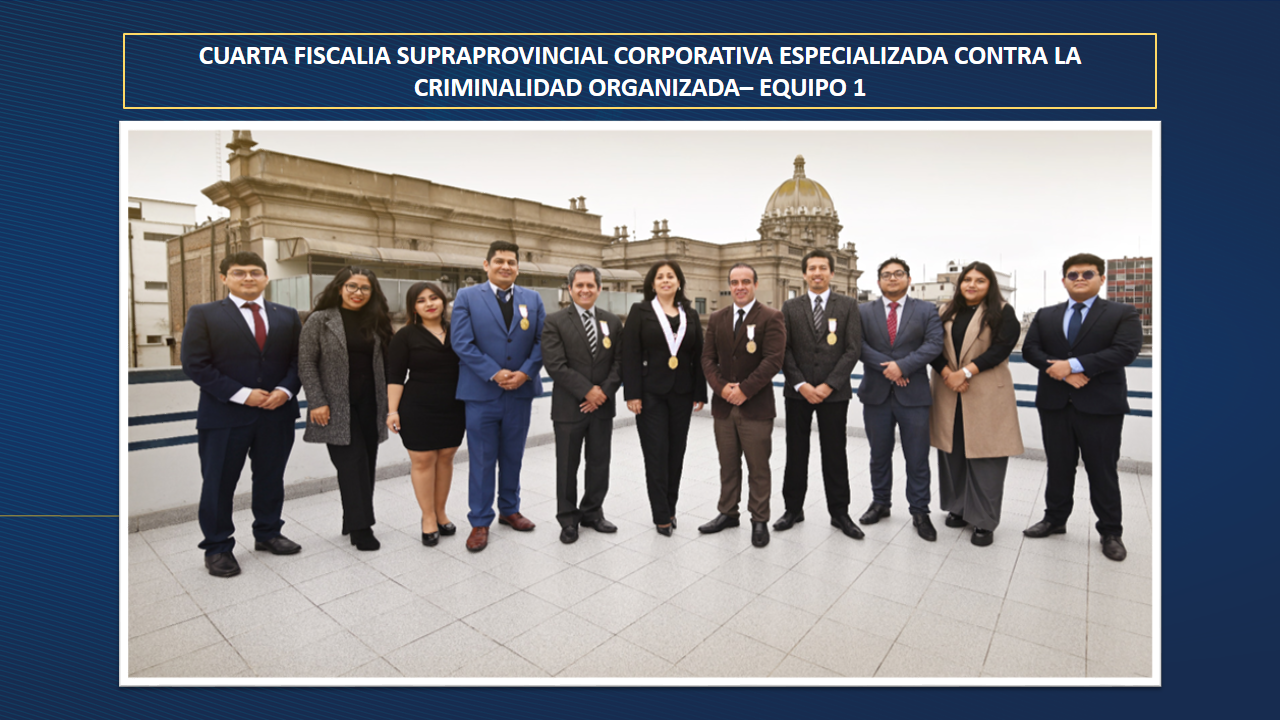 CUARTA FISCALIA SUPRAPROVINCIAL CORPORATIVA ESPECIALIZADA CONTRA LA
CRIMINALIDAD ORGANIZADA– EQUIPO 1